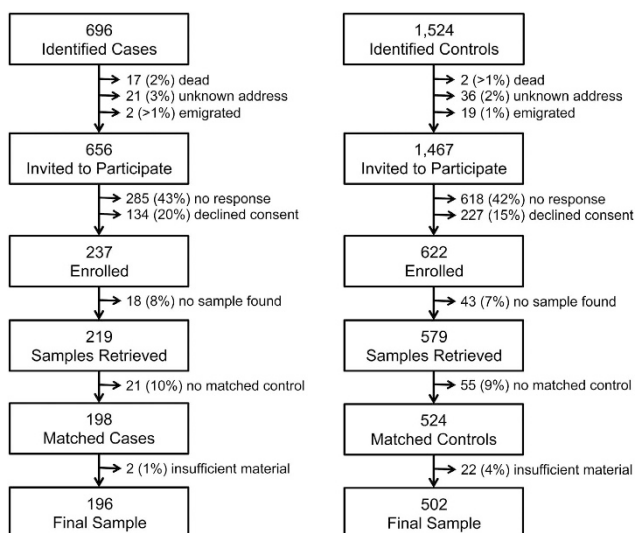 696
Identified Cases
17 (2%) dead
21 (3%) unknown address
2 (>1%) emigrated
656
Invited to Participate
285 (43%) no response
134 (20%) declined consent
237
Enrolled
18 (8%) no sample found
219
Samples Retrieved
21 (10%) no matched control
198
Matched Cases
2 (1%) insufficient material
196
Final Sample
1,524
Identified Controls
2 (>1%) dead
36 (2%) unknown address
19 (1%) emigrated
1,467
Invited to Participate
618 (42%) no response
227 (15%) declined consent
622
Enrolled
43 (7%) no sample found
579
Samples Retrieved
55 (9%) no matched control
524
Matched Controls
22 (4%) insufficient material
502
Final Sample